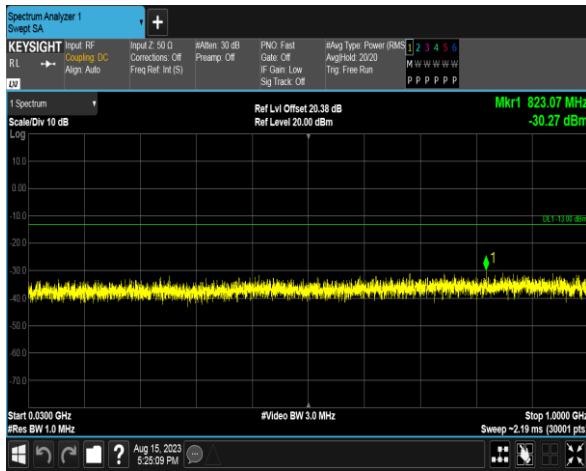 Spectrum Analyzer 1
Swept SA
+
KEYSIGHT
RL
Input: RF
Coupling: DC
Align: Auto
Input Z: 50 Ω
Corrections: Off
Freq Ref: Int (S)
#Atten: 30 dB
Preamp: Off
PNO: Fast
Gate: Off
IF Gain: Low
Sig Track: Off
#Avg Type: Power (RMS
Avg|Hold: 20/20
Trig: Free Run
1 2 3 4 5 6
M W W W W W
P P P P P P
LXI
1 Spectrum
Scale/Div 10 dB
Ref Lvl Offset 20.38 dB
Ref Level 20.00 dBm
Mkr1 823.07 MHz
-30.27 dBm
Log
10.0
0.00
-10.0
DL1 -13.00 dBm
1
-20.0
-30.0
-40.0
-50.0
-60.0
-70.0
Start 0.0300 GHz
#Res BW 1.0 MHz
#Video BW 3.0 MHz
Stop 1.0000 GHz
Sweep ~2.19 ms (30001 pts)
?
Aug 15, 2023
5:25:09 PM